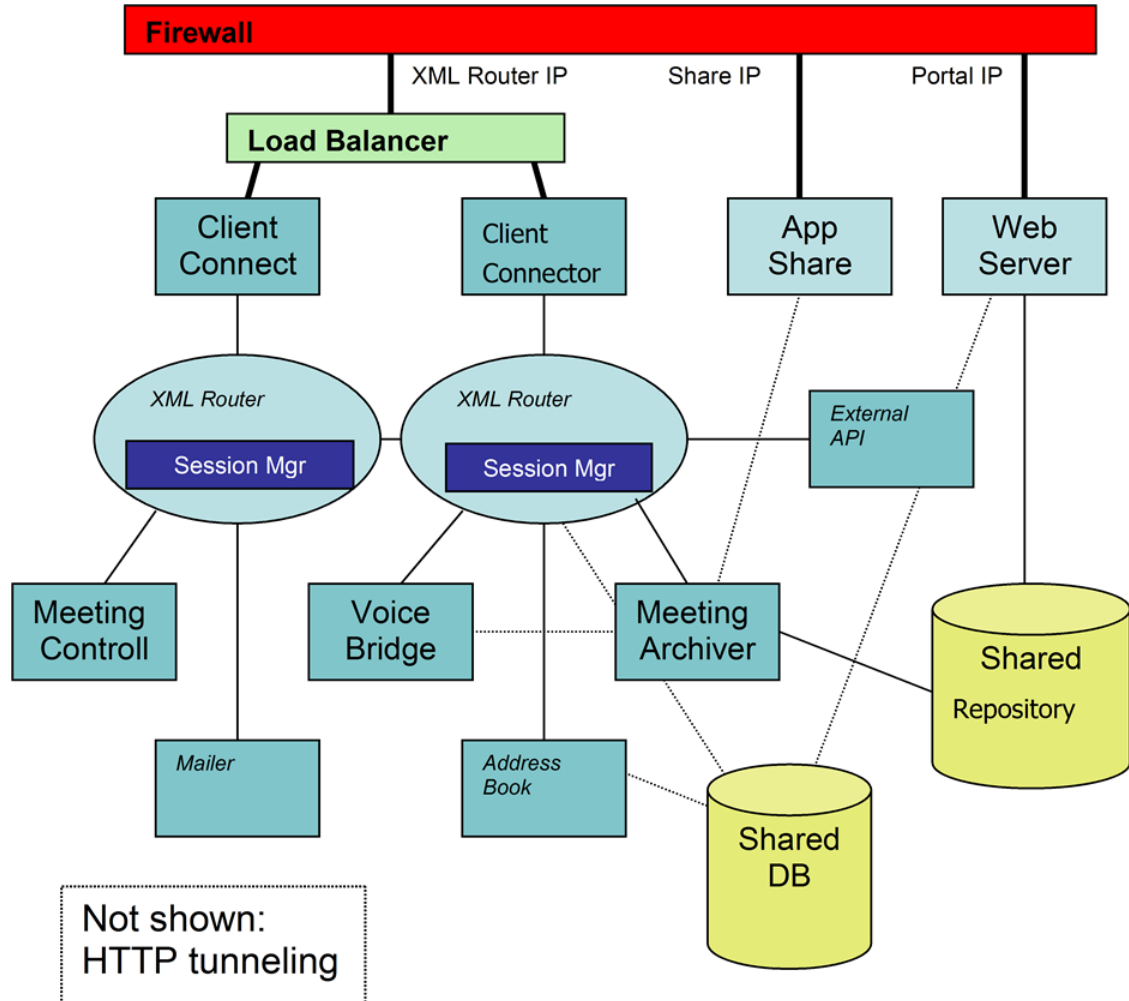 Firewall
XML Router IP
Share IP
Portal IP
Load Balancer
Client
Connect
Client
Connector
App
Share
Web
Server
XML Router
Session Mgr
XML Router
Session Mgr
External
API
Meeting
Controll
Voice
Bridge
Meeting
Archiver
Shared
Repository
Mailer
Address
Book
Shared
DB
Not shown:
HTTP tunneling